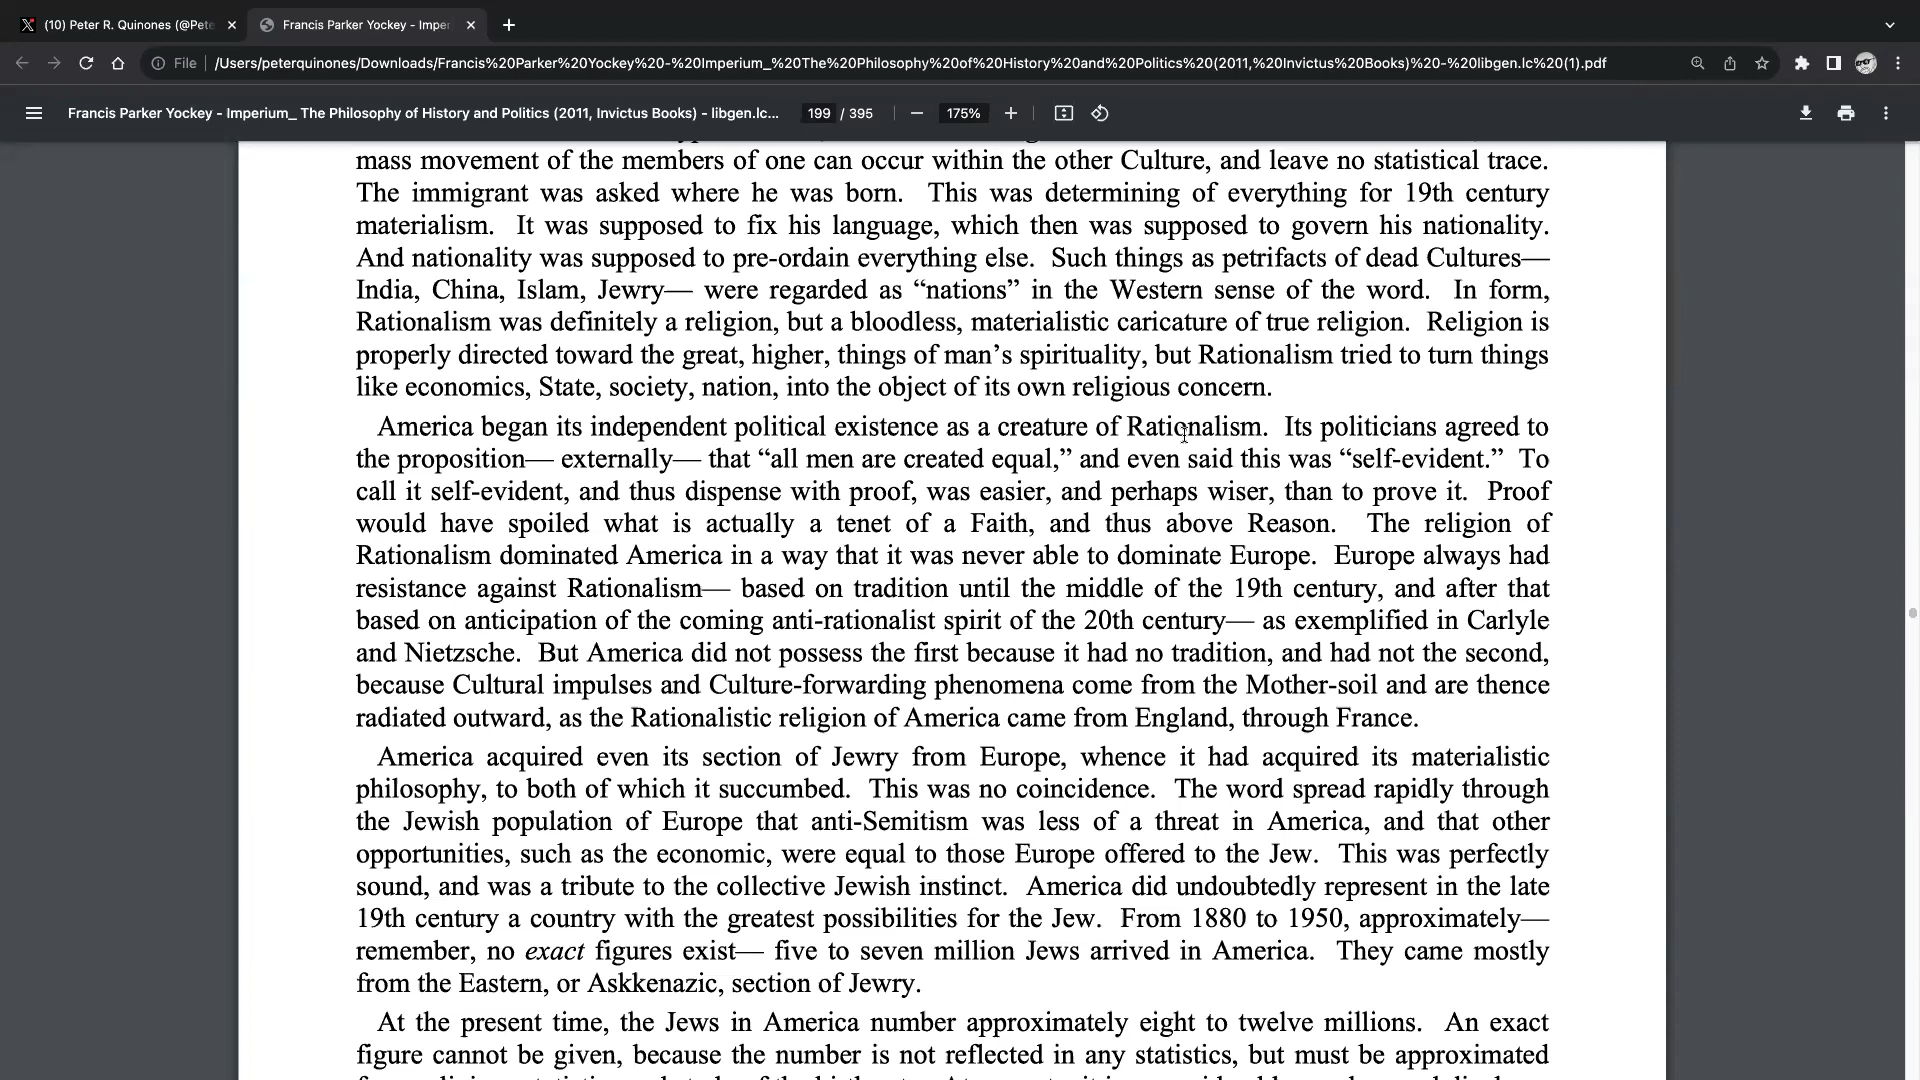 (10) Peter R. Quinones (@Pete
Francis Parker Yockey - Imper
File
/Users/peterquinones/Downloads/Francis%20Parker%20Yockey%20-%20Imperium_%20The%20Philosophy%20of%20History%20and%20Politics%20(2011,%20Invictus%20Books)%20-%20libgen.lc%20(1).pdf
Francis Parker Yockey - Imperium_ The Philosophy of History and Politics (2011, Invictus Books) - libgen.lc...
199 / 395
175%
mass movement of the members of one can occur within the other Culture, and leave no statistical trace.
The immigrant was asked where he was born. This was determining of everything for 19th century
materialism. It was supposed to fix his language, which then was supposed to govern his nationality.
And nationality was supposed to pre-ordain everything else. Such things as petrifacts of dead Cultures—
India, China, Islam, Jewry— were regarded as “nations” in the Western sense of the word. In form,
Rationalism was definitely a religion, but a bloodless, materialistic caricature of true religion. Religion is
properly directed toward the great, higher, things of man’s spirituality, but Rationalism tried to turn things
like economics, State, society, nation, into the object of its own religious concern.
America began its independent political existence as a creature of Rationalism. Its politicians agreed to
the proposition— externally— that “all men are created equal,” and even said this was “self-evident.” To
call it self-evident, and thus dispense with proof, was easier, and perhaps wiser, than to prove it. Proof
would have spoiled what is actually a tenet of a Faith, and thus above Reason. The religion of
Rationalism dominated America in a way that it was never able to dominate Europe. Europe always had
resistance against Rationalism— based on tradition until the middle of the 19th century, and after that
based on anticipation of the coming anti-rationalist spirit of the 20th century— as exemplified in Carlyle
and Nietzsche. But America did not possess the first because it had no tradition, and had not the second,
because Cultural impulses and Culture-forwarding phenomena come from the Mother-soil and are thence
radiated outward, as the Rationalistic religion of America came from England, through France.
America acquired even its section of Jewry from Europe, whence it had acquired its materialistic
philosophy, to both of which it succumbed. This was no coincidence. The word spread rapidly through
the Jewish population of Europe that anti-Semitism was less of a threat in America, and that other
opportunities, such as the economic, were equal to those Europe offered to the Jew. This was perfectly
sound, and was a tribute to the collective Jewish instinct. America did undoubtedly represent in the late
19th century a country with the greatest possibilities for the Jew. From 1880 to 1950, approximately—
remember, no exact figures exist— five to seven million Jews arrived in America. They came mostly
from the Eastern, or Askkenazic, section of Jewry.
At the present time, the Jews in America number approximately eight to twelve millions. An exact
figure cannot be given, because the number is not reflected in any statistics, but must be approximated